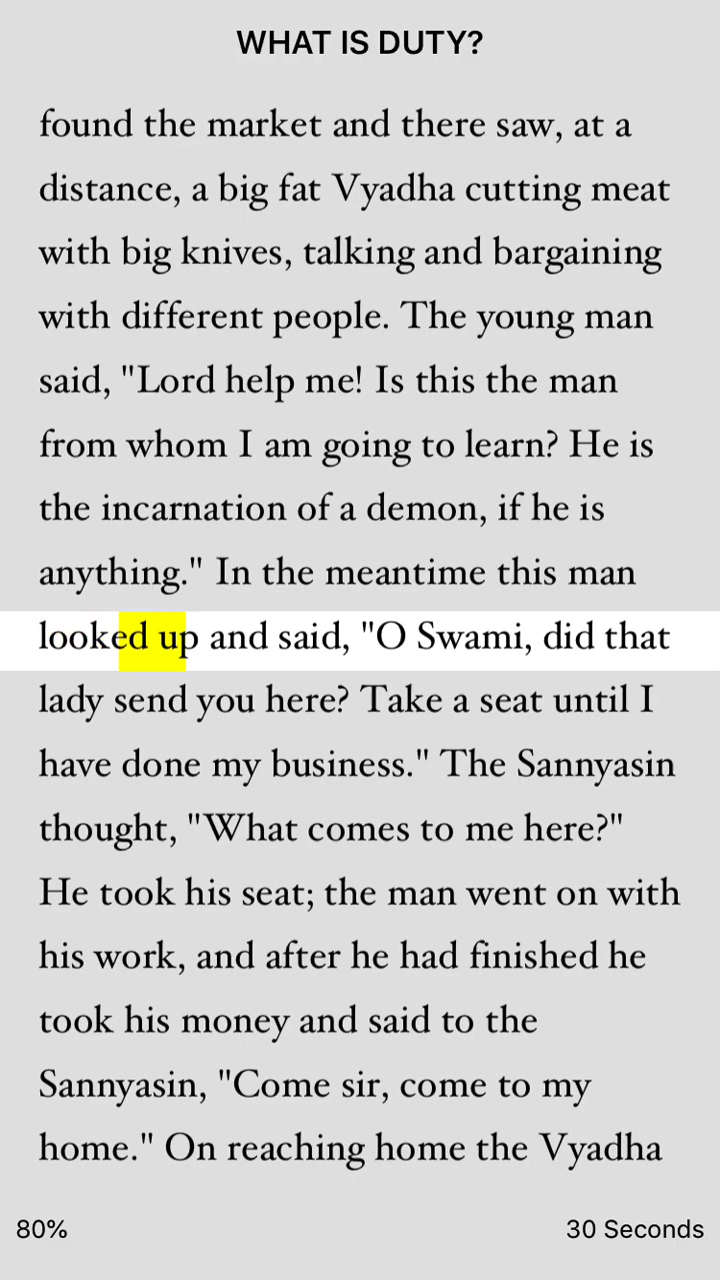 WHAT IS DUTY?
found the market and there saw, at a
distance, a big fat Vyadha cutting meat
with big knives, talking and bargaining
with different people. The young man
said, "Lord help me! Is this the man
from whom I am going to learn? He is
the incarnation of a demon, if he is
anything." In the meantime this man
looked up and said, "O Swami, did that
lady send you here? Take a seat until I
have done my business." The Sannyasin
thought, "What comes to me here?"
He took his seat; the man went on with
his work, and after he had finished he
took his money and said to the
Sannyasin, "Come sir, come to my
home." On reaching home the Vyadha
80% 30 Seconds